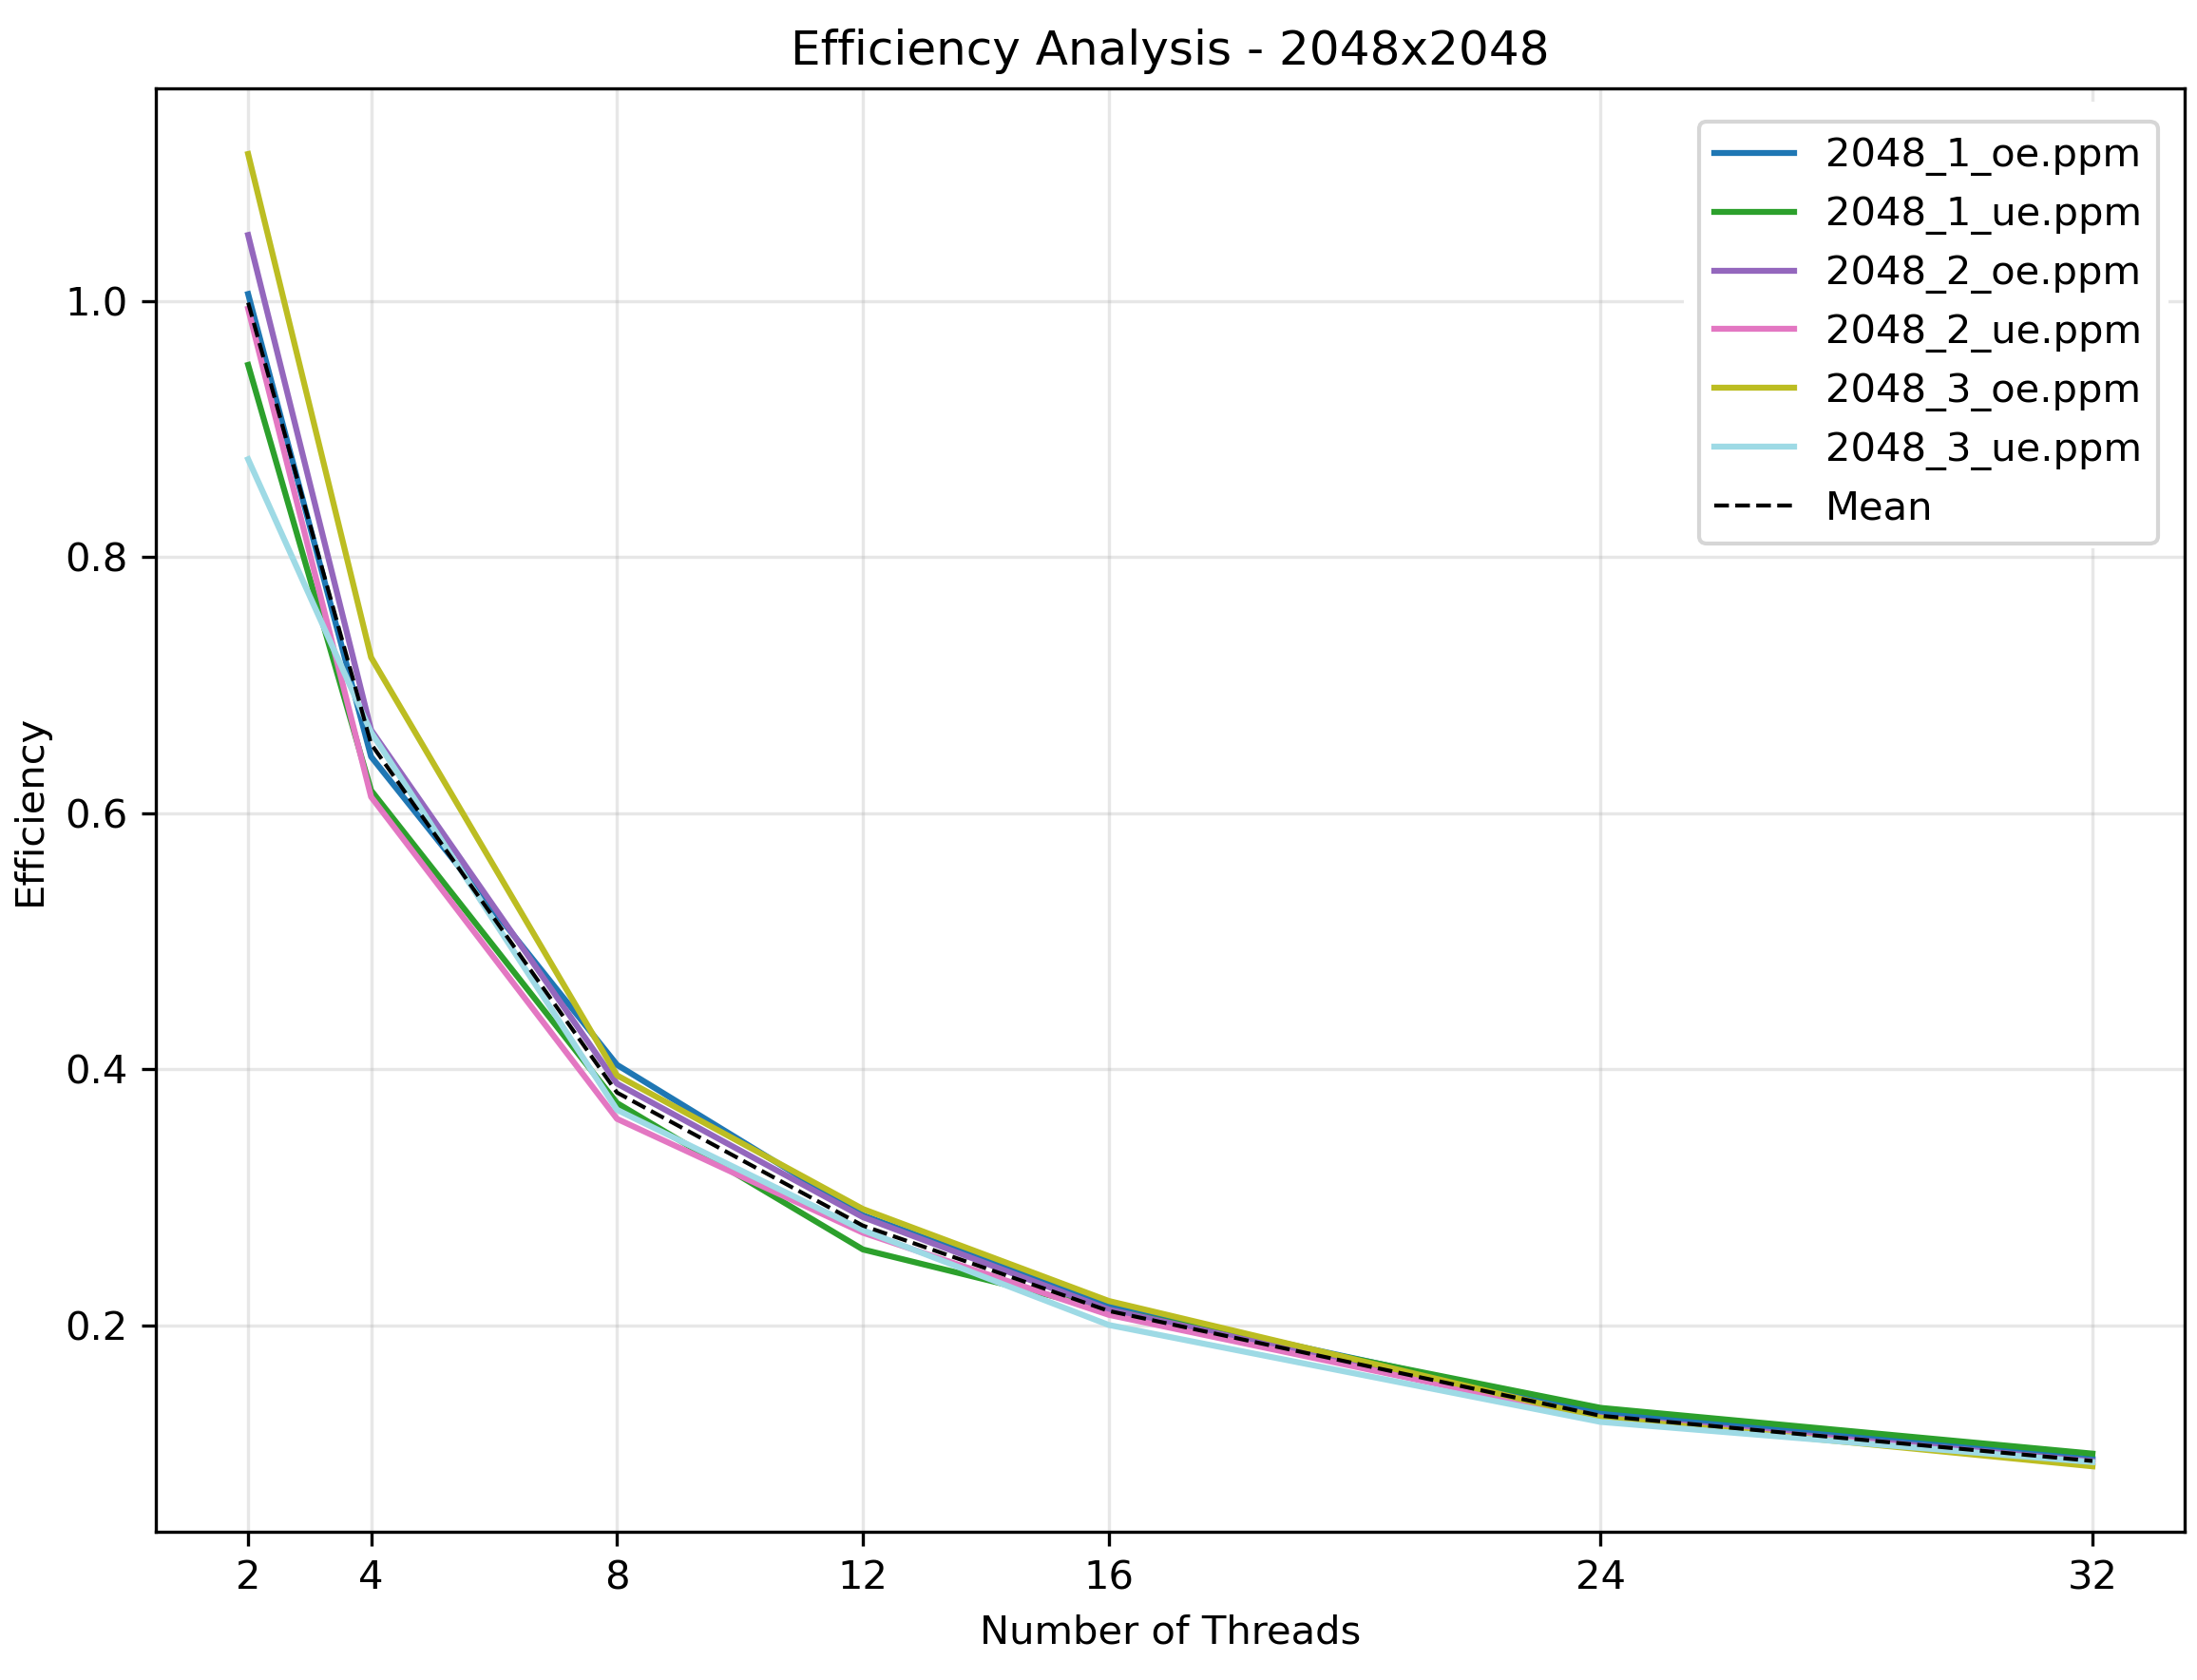 Efficiency Analysis - 2048x2048
2048_1_oe.ppm
2048_1_ue.ppm
2048_2_oe.ppm
2048_2_ue.ppm
2048_3_oe.ppm
2048_3_ue.ppm
Mean
Efficiency
1.0
0.8
0.6
0.4
0.2
2 4 8 12 16 24 32
Number of Threads